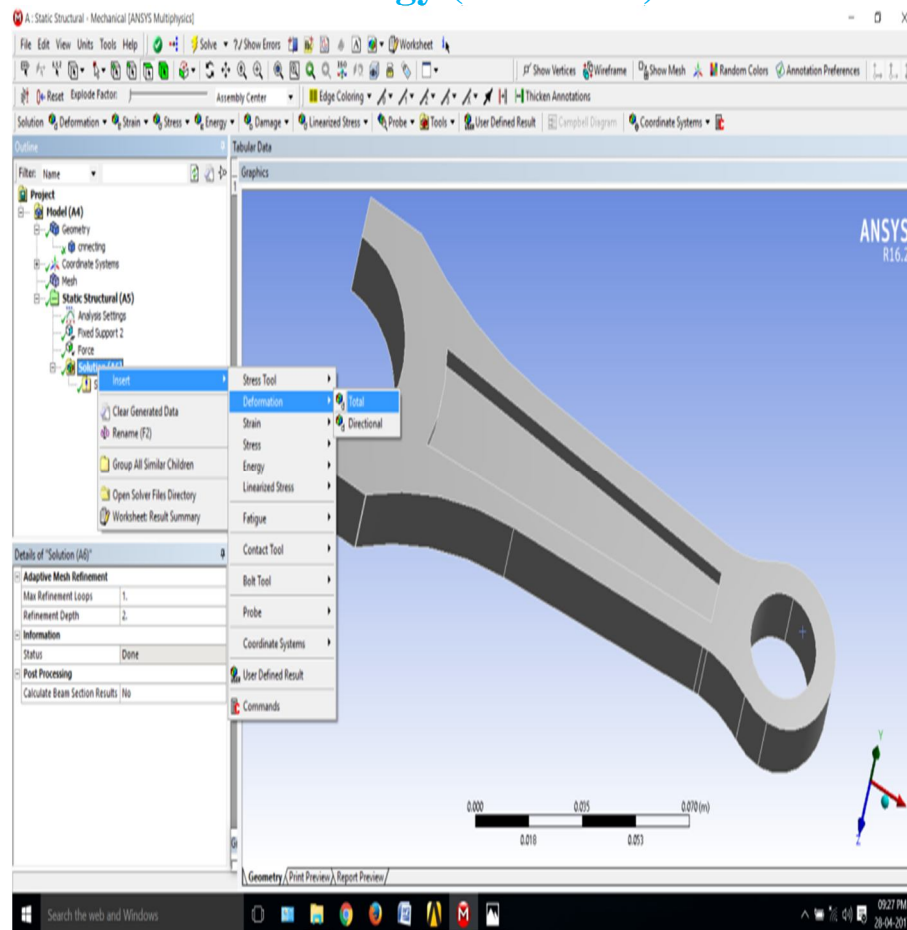 A : Static Structural - Mechanical [ANSYS Multiphysics]
File Edit View Units Tools Help Solve ?/ Show Errors Worksheet
Show Vertices Wireframe Show Mesh Random Colors Annotation Preferences
Reset Explode Factor: Assembly Center Edge Coloring Thicken Annotations
Solution Deformation Strain Stress Energy Damage Linearized Stress Probe Tools User Defined Result Campbell Diagram Coordinate Systems
Outline
Tabular Data
Filter: Name
Graphics
Project
Model (A4)
Geometry
cnnecting
Coordinate Systems
Mesh
Static Structural (A5)
Analysis Settings
Fixed Support 2
Force
Solution (A6)
ANSYS
R16.2
Insert
Clear Generated Data
Rename (F2)
Group All Similar Children
Open Solver Files Directory
Worksheet: Result Summary
Stress Tool
Deformation
Strain
Stress
Energy
Linearized Stress
Fatigue
Contact Tool
Bolt Tool
Probe
Coordinate Systems
User Defined Result
Commands
Total
Directional
Details of "Solution (A6)"
Adaptive Mesh Refinement
Max Refinement Loops 1.
Refinement Depth 2.
Information
Status Done
Post Processing
Calculate Beam Section Results No
0.000 0.035 0.070 (m)
0.018 0.053
Y
Z
Geometry Print Preview Report Preview
Search the web and Windows
09:27 PM
28-04-201